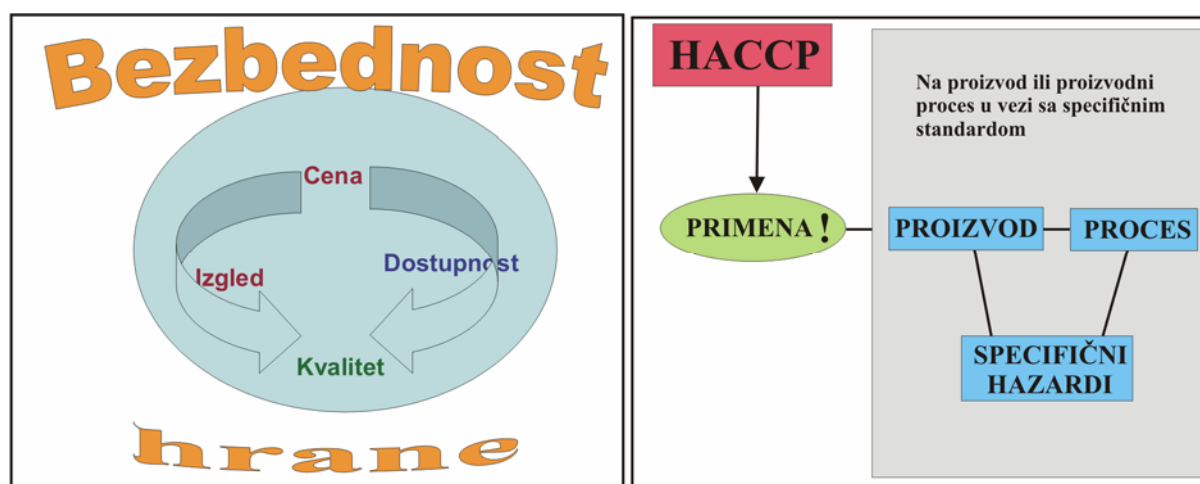 Bezbednost
Cena
Izgled
Dostupnost
Kvalitet
hrane
HACCP
Na proizvod ili proizvodni
proces u vezi sa specifičnim
standardom
PRIMENA!
PROIZVOD
PROCES
SPECIFIČNI
HAZARDI